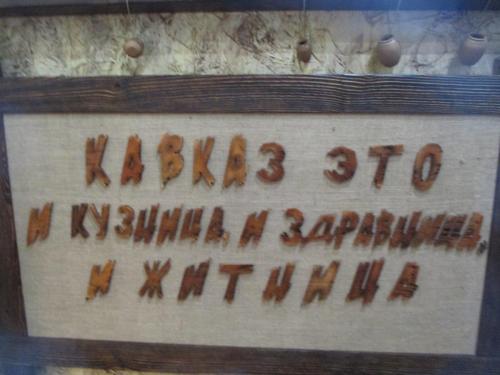 КАВКАЗ ЭТО
И КУЗНИЦА, И ЗДРАВНИЦА,
И ЖИТНИЦА